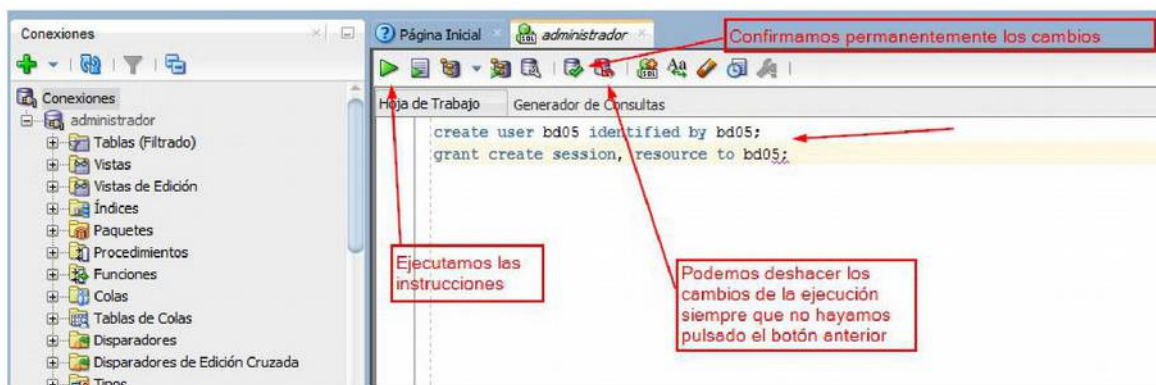 Conexiones
Página Inicial
administrador
Confirmamos permanentemente los cambios
Conexiones
administrador
Tablas (Filtrado)
Vistas
Vistas de Edición
Índices
Paquetes
Procedimientos
Funciones
Colas
Tablas de Colas
Disparadores
Disparadores de Edición Cruzada
Tipos
Hoja de Trabajo
Generador de Consultas
create user bd05 identified by bd05;
grant create session, resource to bd05;
Ejecutamos las
instrucciones
Podemos deshacer los
cambios de la ejecución
siempre que no hayamos
pulsado el botón anterior